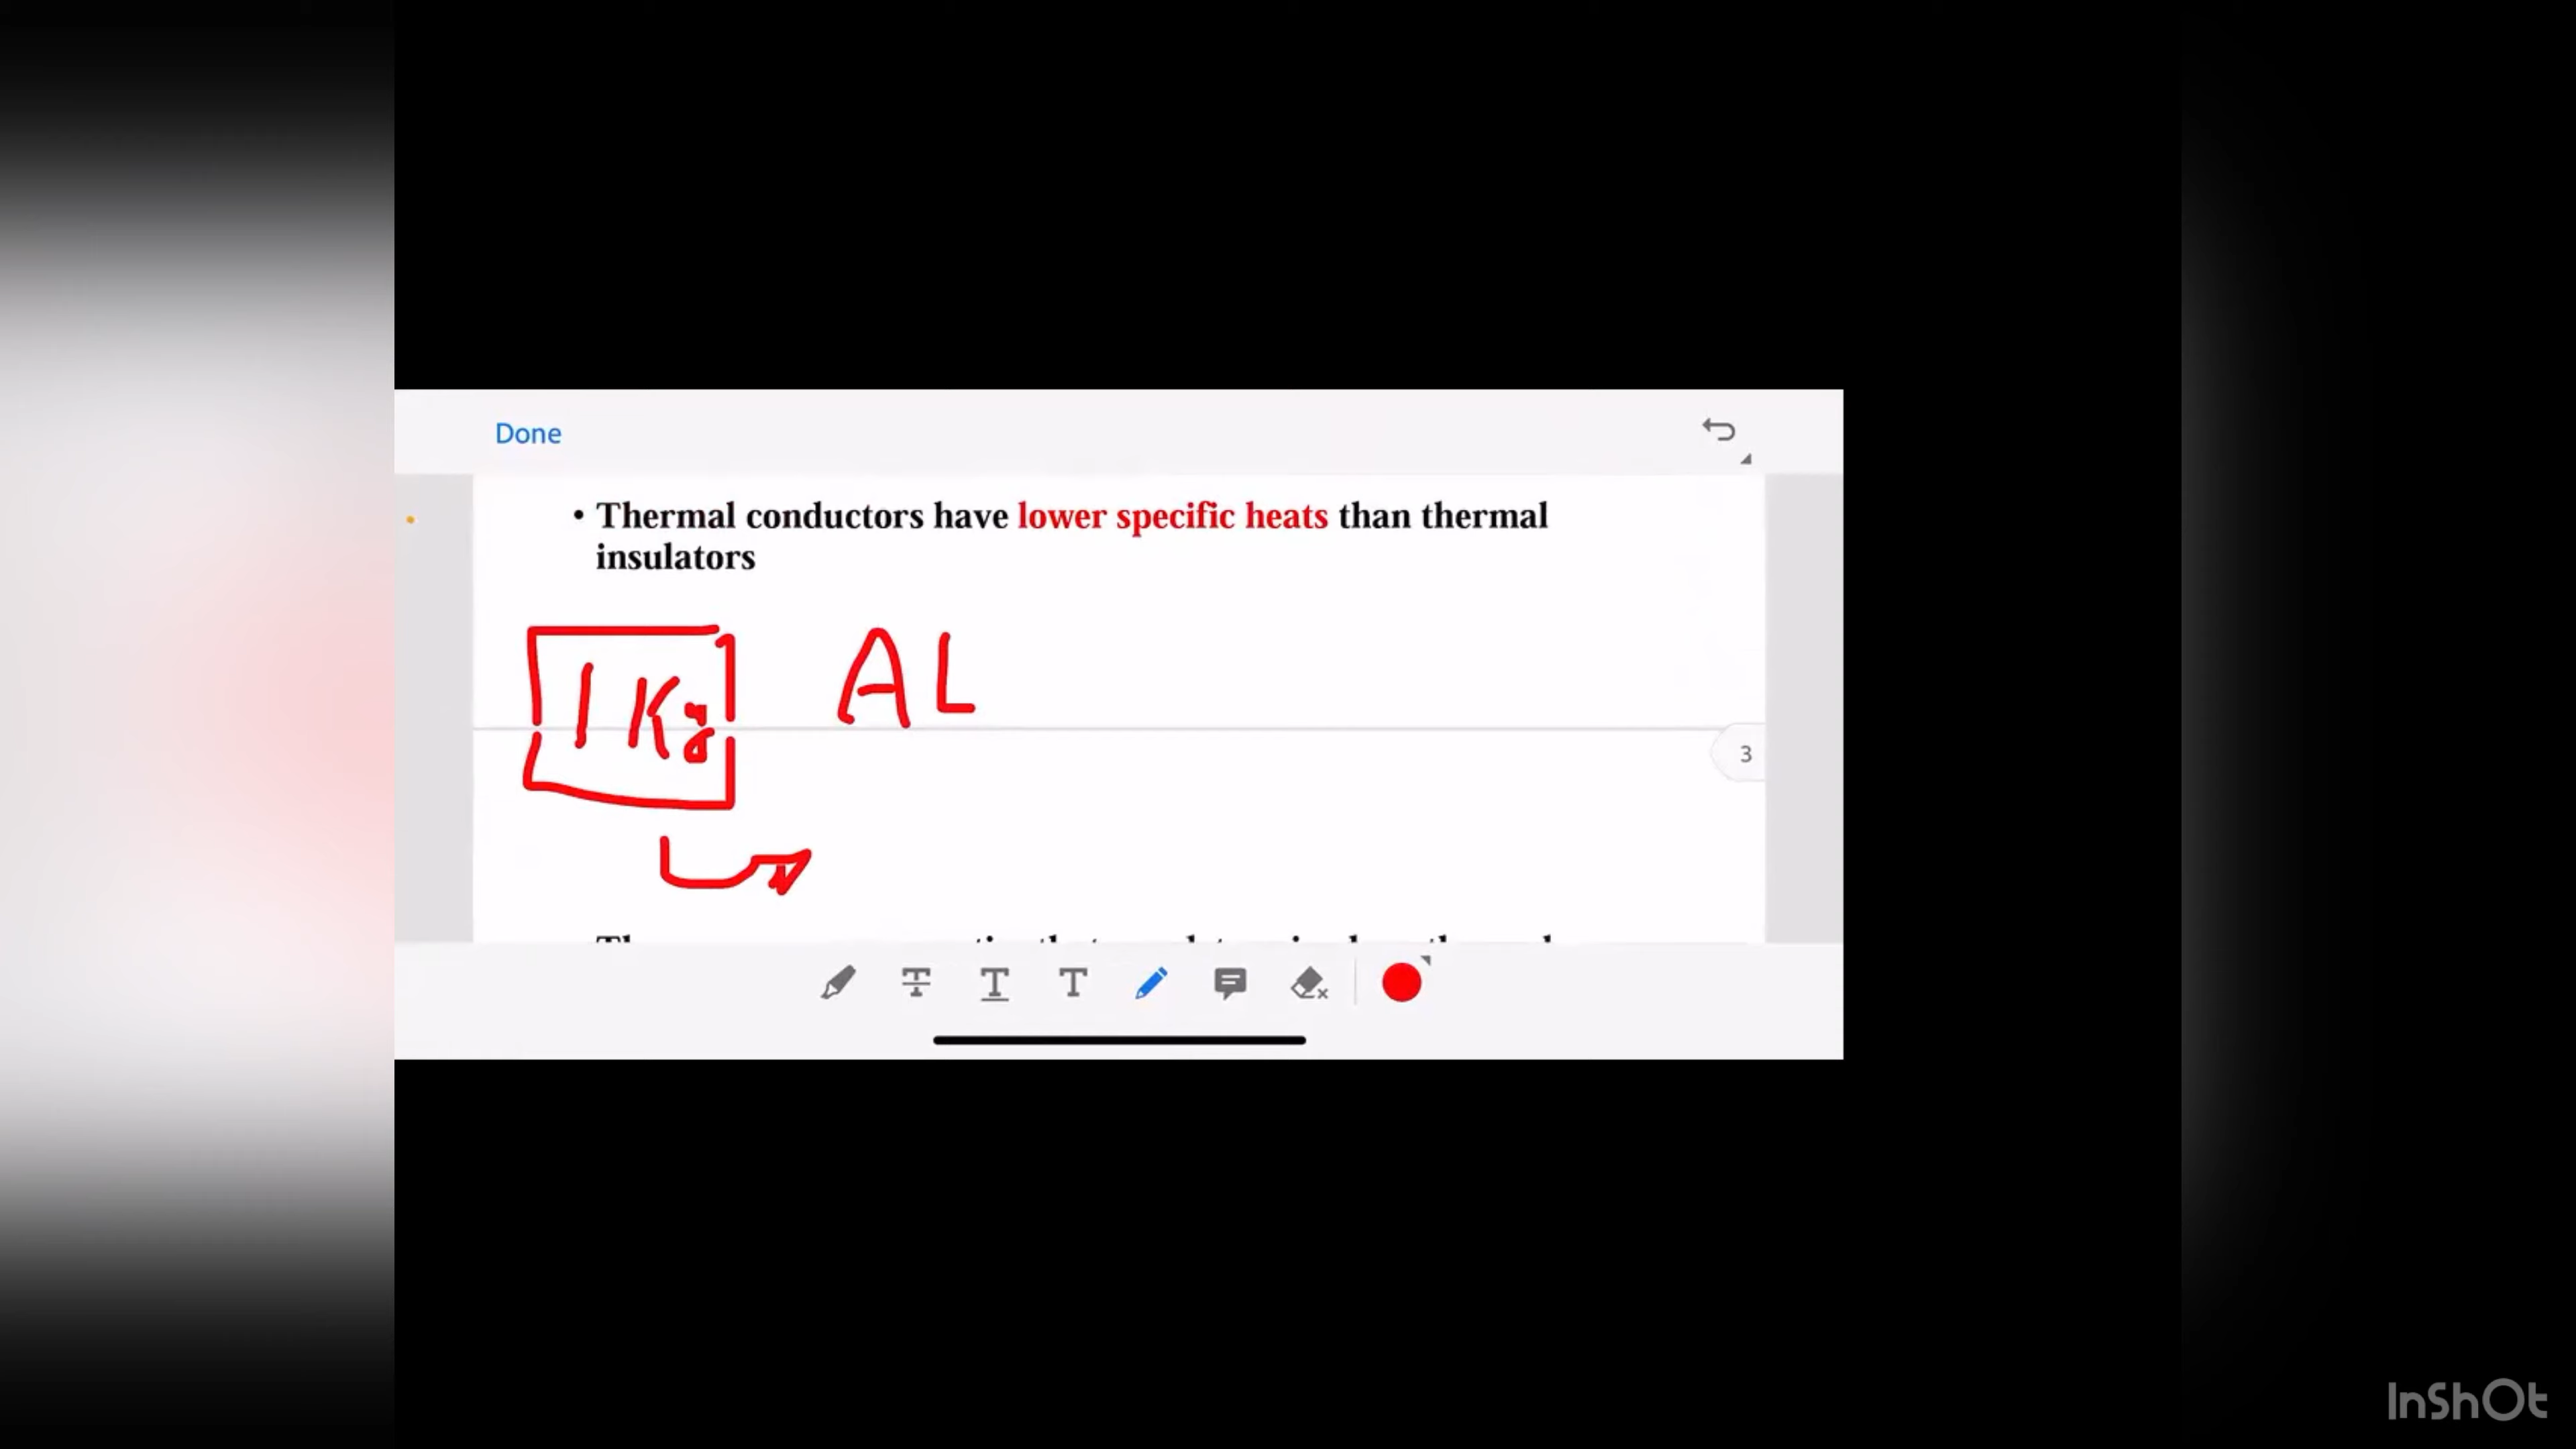 Done
• Thermal conductors have lower specific heats than thermal
insulators
1 Kg AL
3
InShOt